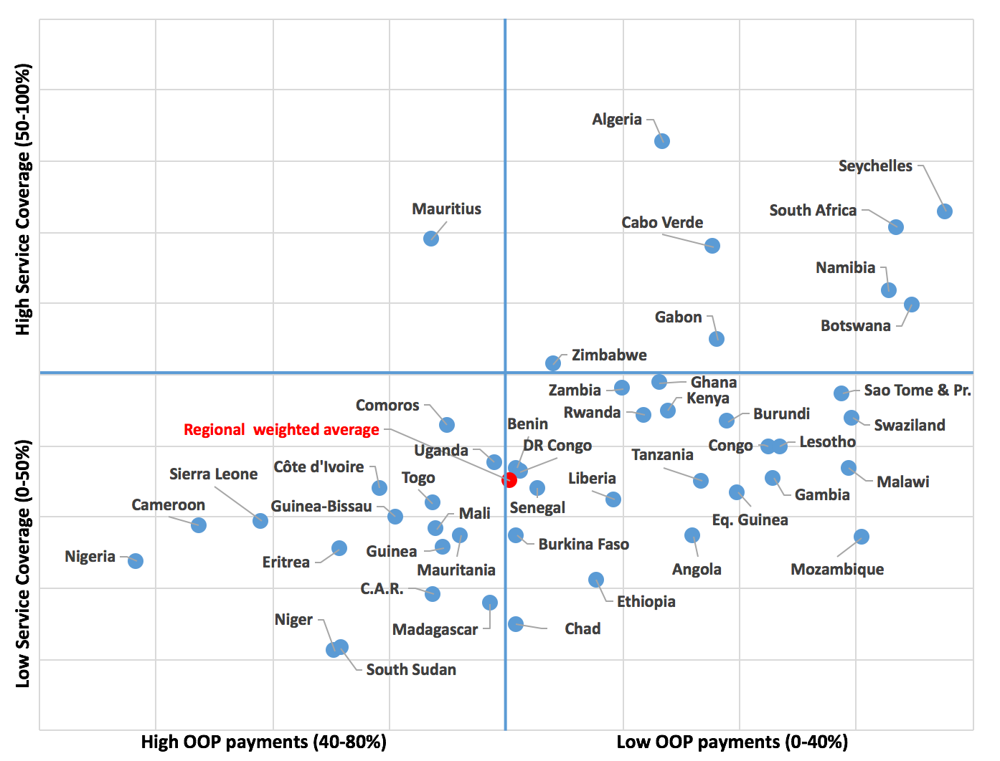 High Service Coverage (50-100%)
Algeria
Seychelles
Mauritius
South Africa
Cabo Verde
Namibia
Gabon
Botswana
Zimbabwe
Low Service Coverage (0-50%)
Ghana
Zambia
Sao Tome & Pr.
Kenya
Comoros
Rwanda
Burundi
Benin
Swaziland
Regional weighted average
Lesotho
Congo
DR Congo
Uganda
Tanzania
Côte d'Ivoire
Sierra Leone
Togo
Liberia
Malawi
Gambia
Cameroon
Guinea-Bissau
Senegal
Mali
Eq. Guinea
Burkina Faso
Guinea
Nigeria
Eritrea
Mauritania
Angola
Mozambique
C.A.R.
Ethiopia
Niger
Madagascar
Chad
South Sudan
High OOP payments (40-80%)
Low OOP payments (0-40%)